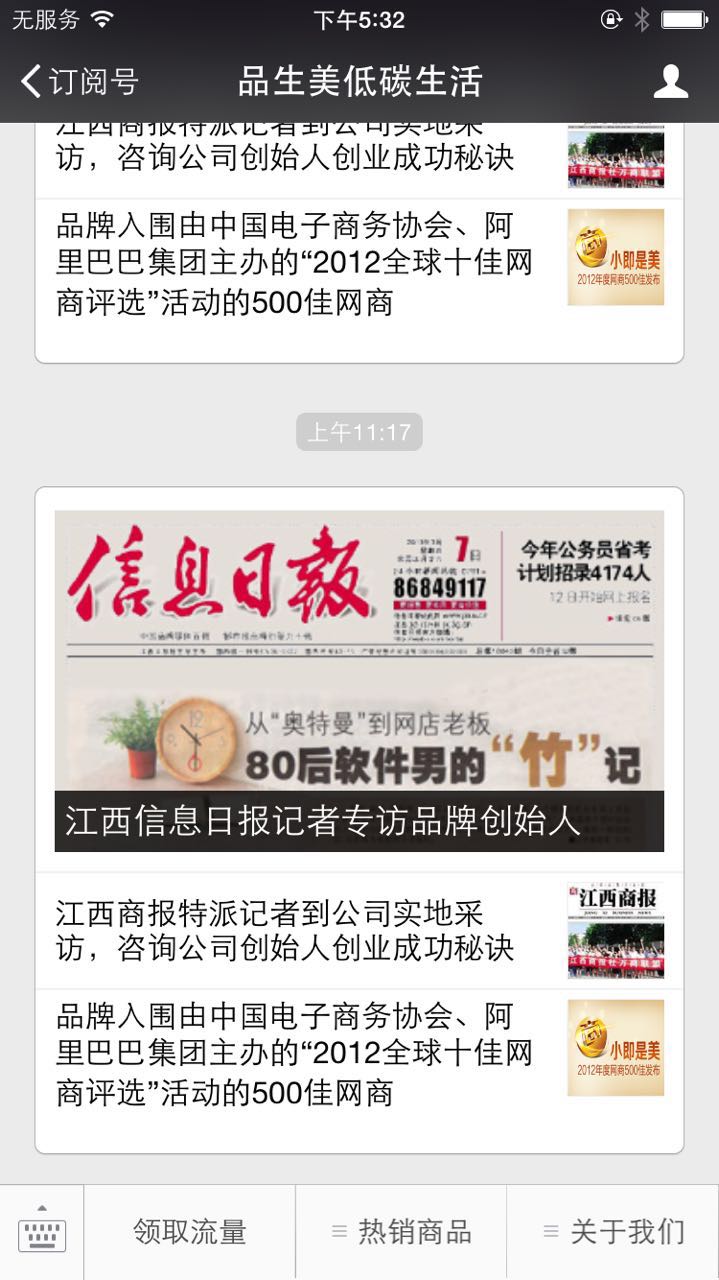 无服务
下午5:32
订阅号
品生美低碳生活
江西商报特派记者到公司实地采
访，咨询公司创始人创业成功秘诀
品牌入围由中国电子商务协会、阿
里巴巴集团主办的“2012全球十佳网
商评选”活动的500佳网商
小即是美
2012年度网商500佳发布
上午11:17
信息日報
7日
86849117
今年公务员省考
计划招录4174人
12日开始网上报名
从“奥特曼”到网店老板
80后软件男的“竹”记
江西信息日报记者专访品牌创始人
江西商报特派记者到公司实地采
访，咨询公司创始人创业成功秘诀
江西商报
品牌入围由中国电子商务协会、阿
里巴巴集团主办的“2012全球十佳网
商评选”活动的500佳网商
小即是美
2012年度网商500佳发布
领取流量
热销商品
关于我们